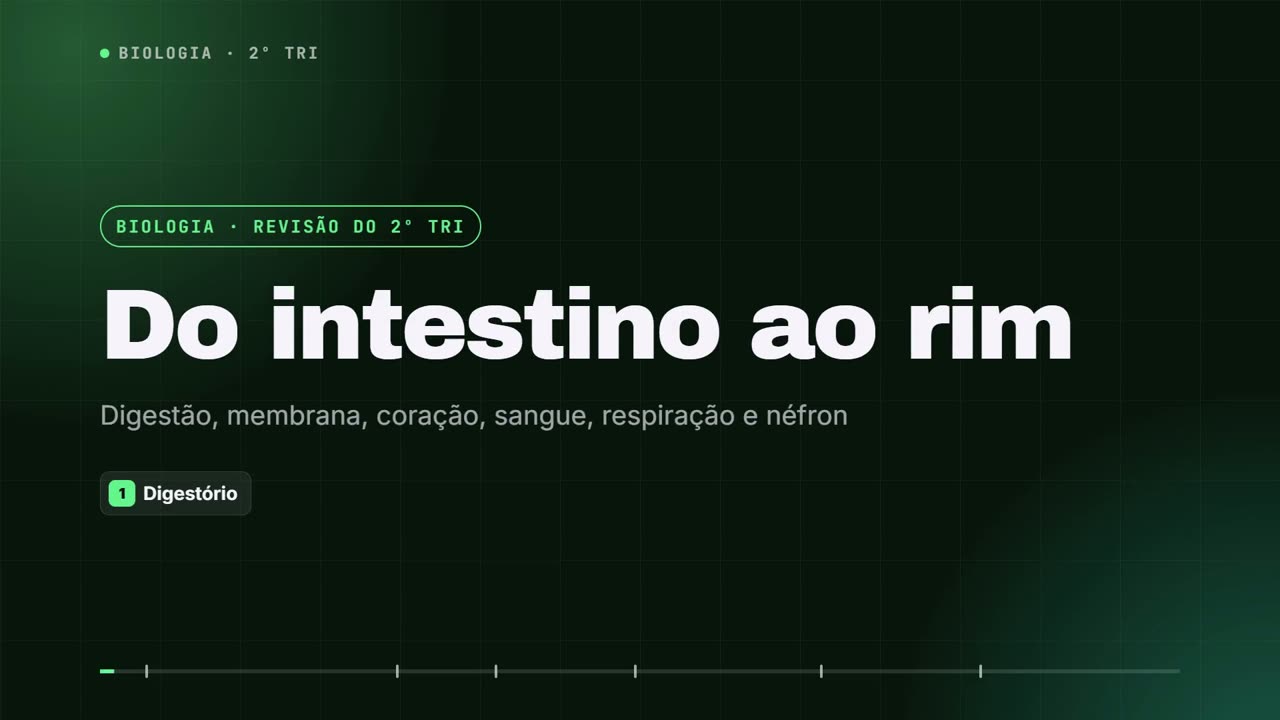 BIOLOGIA · 2° TRI
BIOLOGIA · REVISÃO DO 2° TRI
Do intestino ao rim
Digestão, membrana, coração, sangue, respiração e néfron
1 Digestório